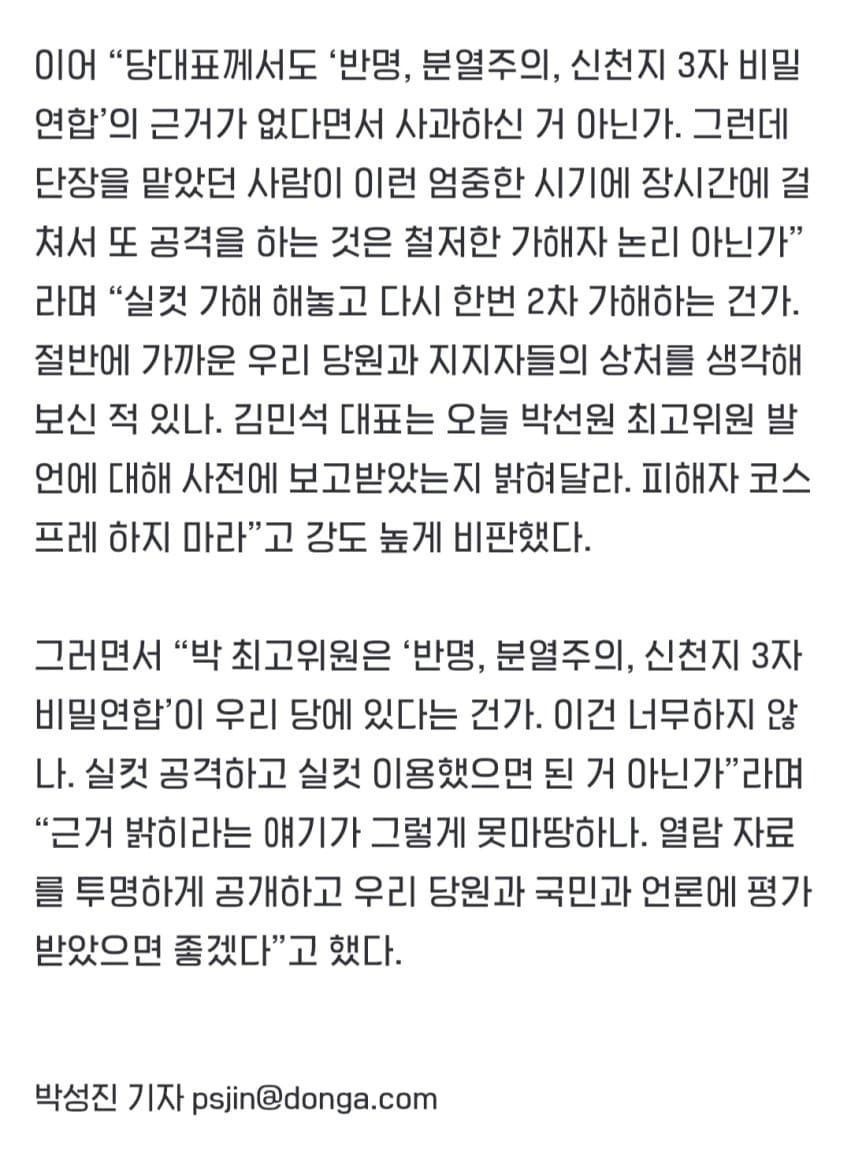 이어 “당대표께서도 ‘반명, 분열주의, 신천지 3자 비밀
연합’의 근거가 없다면서 사과하신 거 아닌가. 그런데
단장을 맡았던 사람이 이런 엄중한 시기에 장시간에 걸
쳐서 또 공격을 하는 것은 철저한 가해자 논리 아닌가”
라며 “실컷 가해 해놓고 다시 한번 2차 가해하는 건가.
절반에 가까운 우리 당원과 지지자들의 상처를 생각해
보신 적 있나. 김민석 대표는 오늘 박선원 최고위원 발
언에 대해 사전에 보고받았는지 밝혀달라. 피해자 코스
프레 하지 마라”고 강도 높게 비판했다.
그러면서 “박 최고위원은 ‘반명, 분열주의, 신천지 3자
비밀연합’이 우리 당에 있다는 건가. 이건 너무하지 않
나. 실컷 공격하고 실컷 이용했으면 된 거 아닌가”라며
“근거 밝히라는 얘기가 그렇게 못마땅하나. 열람 자료
를 투명하게 공개하고 우리 당원과 국민과 언론에 평가
받았으면 좋겠다”고 했다.
박성진 기자 psjin@donga.com